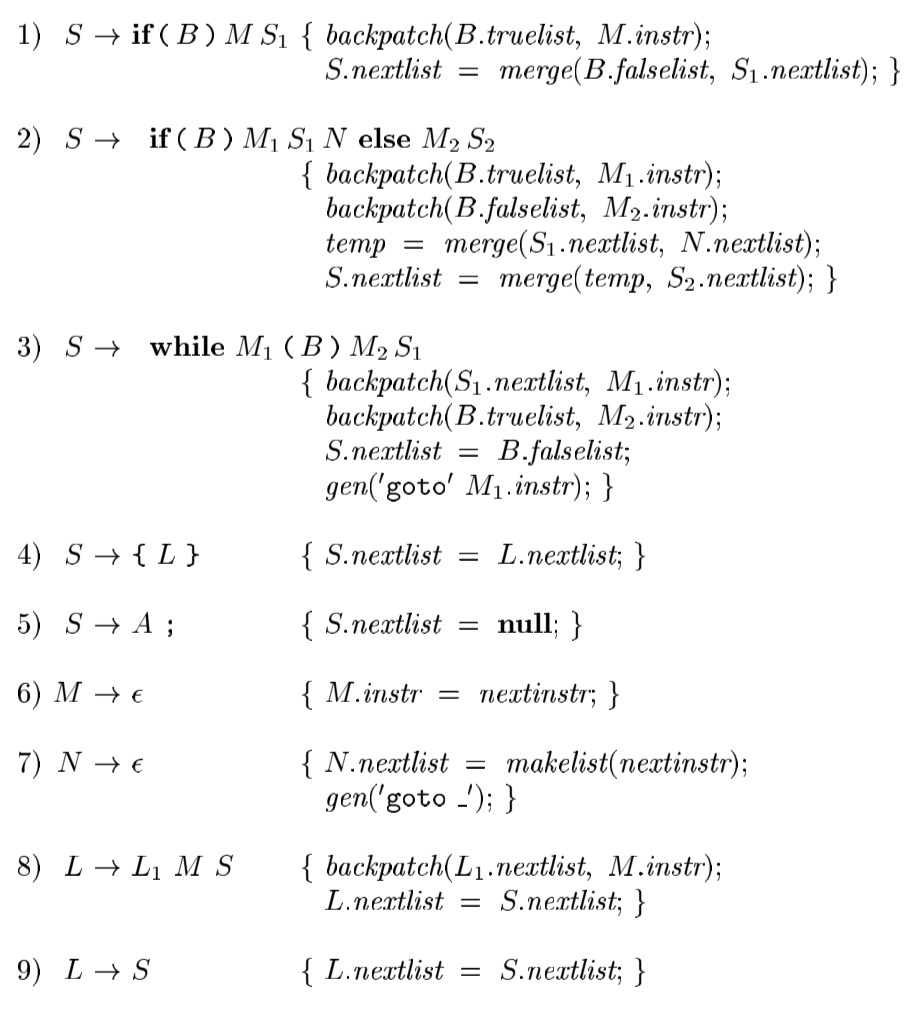 1) S → if ( B ) M S₁ { backpatch(B.truelist, M.instr);
S.nextlist = merge(B.falselist, S₁.nextlist); }
2) S → if ( B ) M₁ S₁ N else M₂ S₂
{ backpatch(B.truelist, M₁.instr);
backpatch(B.falselist, M₂.instr);
temp = merge(S₁.nextlist, N.nextlist);
S.nextlist = merge(temp, S₂.nextlist); }
3) S → while M₁ ( B ) M₂ S₁
{ backpatch(S₁.nextlist, M₁.instr);
backpatch(B.truelist, M₂.instr);
S.nextlist = B.falselist;
gen('goto' M₁.instr); }
4) S → { L } { S.nextlist = L.nextlist; }
5) S → A ; { S.nextlist = null; }
6) M → ϵ { M.instr = nextinstr; }
7) N → ϵ { N.nextlist = makelist(nextinstr);
gen('goto _'); }
8) L → L₁ M S { backpatch(L₁.nextlist, M.instr);
L.nextlist = S.nextlist; }
9) L → S { L.nextlist = S.nextlist; }